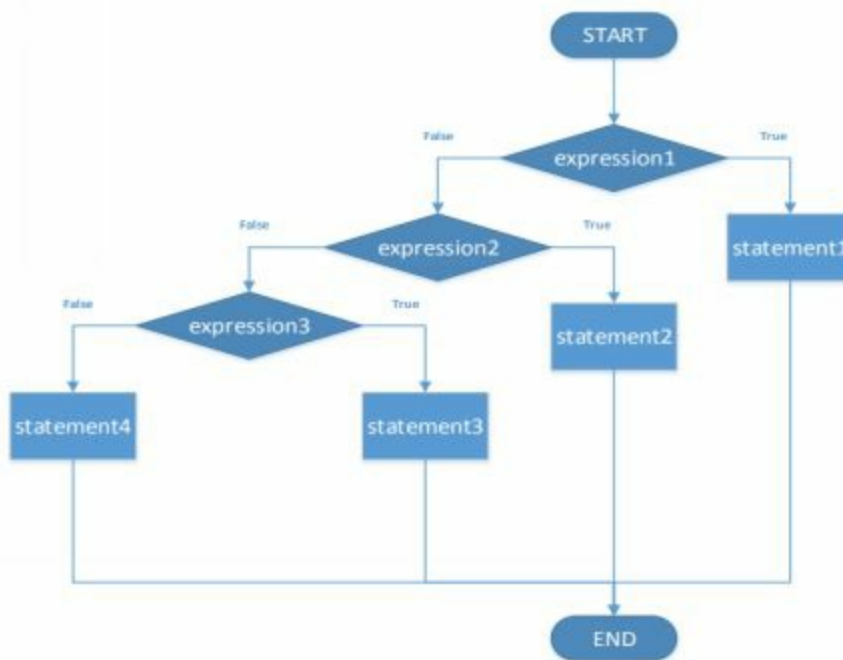 START
False
True
expression1
False
True
expression2
statement1
False
True
expression3
statement2
statement4
statement3
END